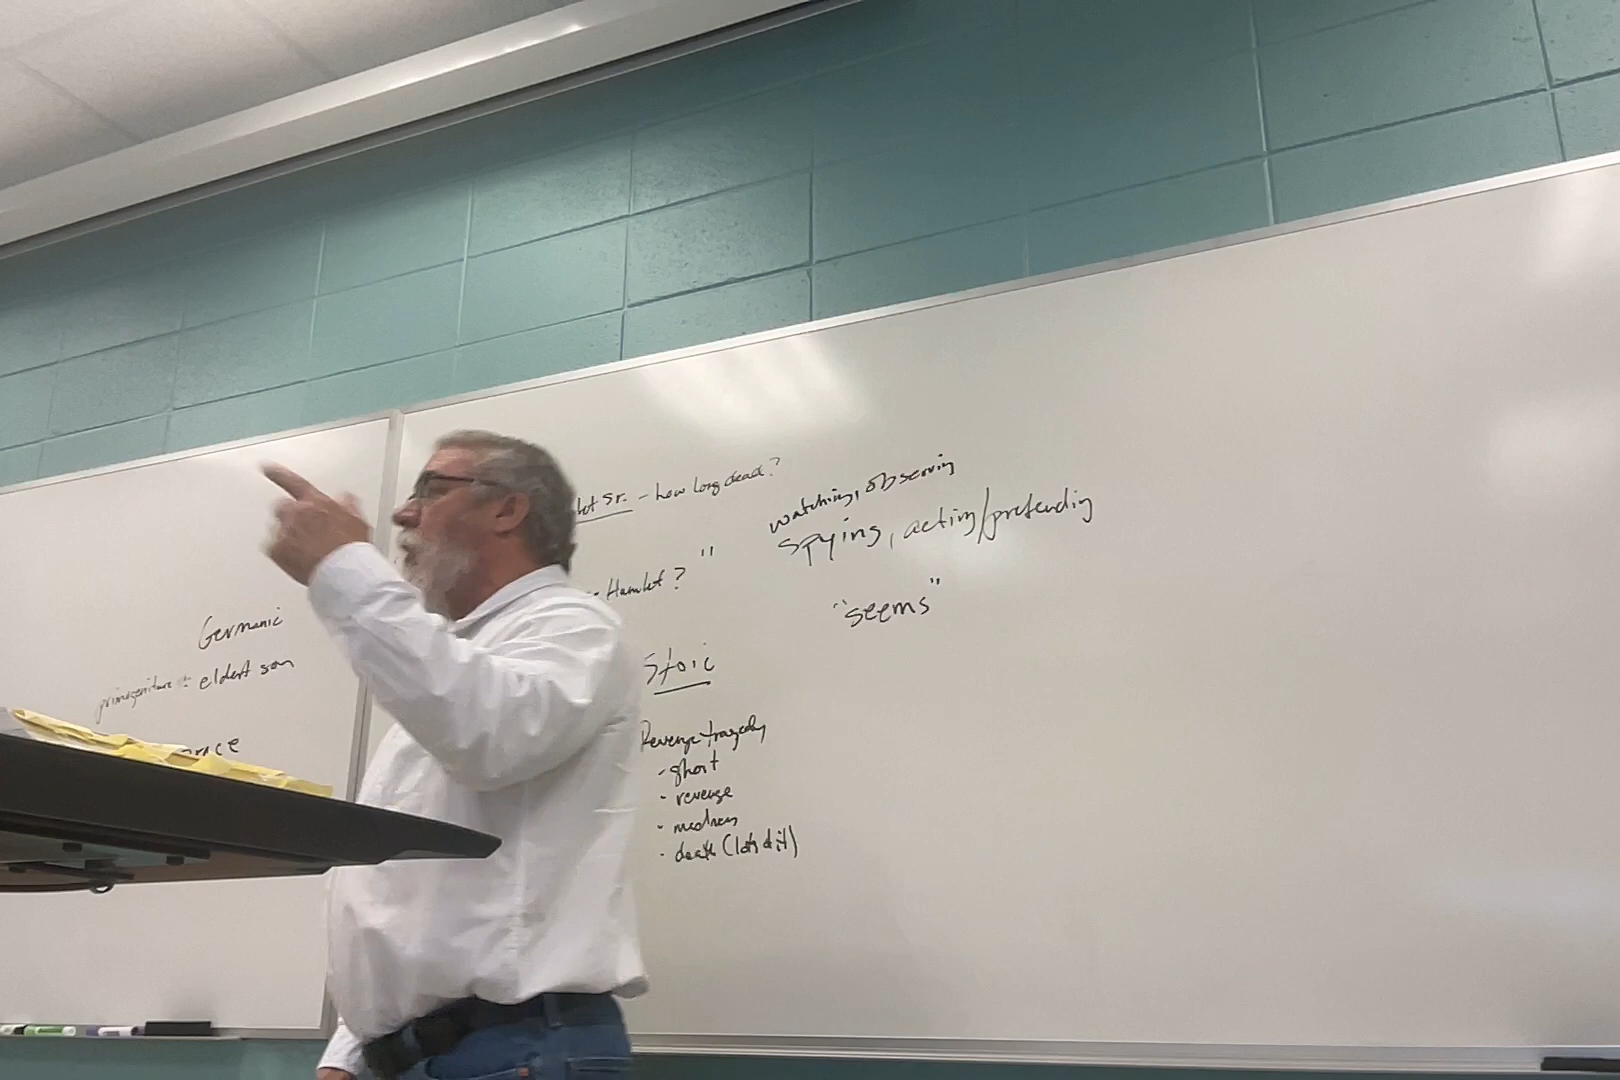 Germanic
primogeniture - eldest son
let Sr. - how long dead?
Hamlet? "
Stoic
Revenge tragedy
- ghost
- revenge
- madness
- death (lots of it)
watching, observing
spying, acting/pretending
"seems"